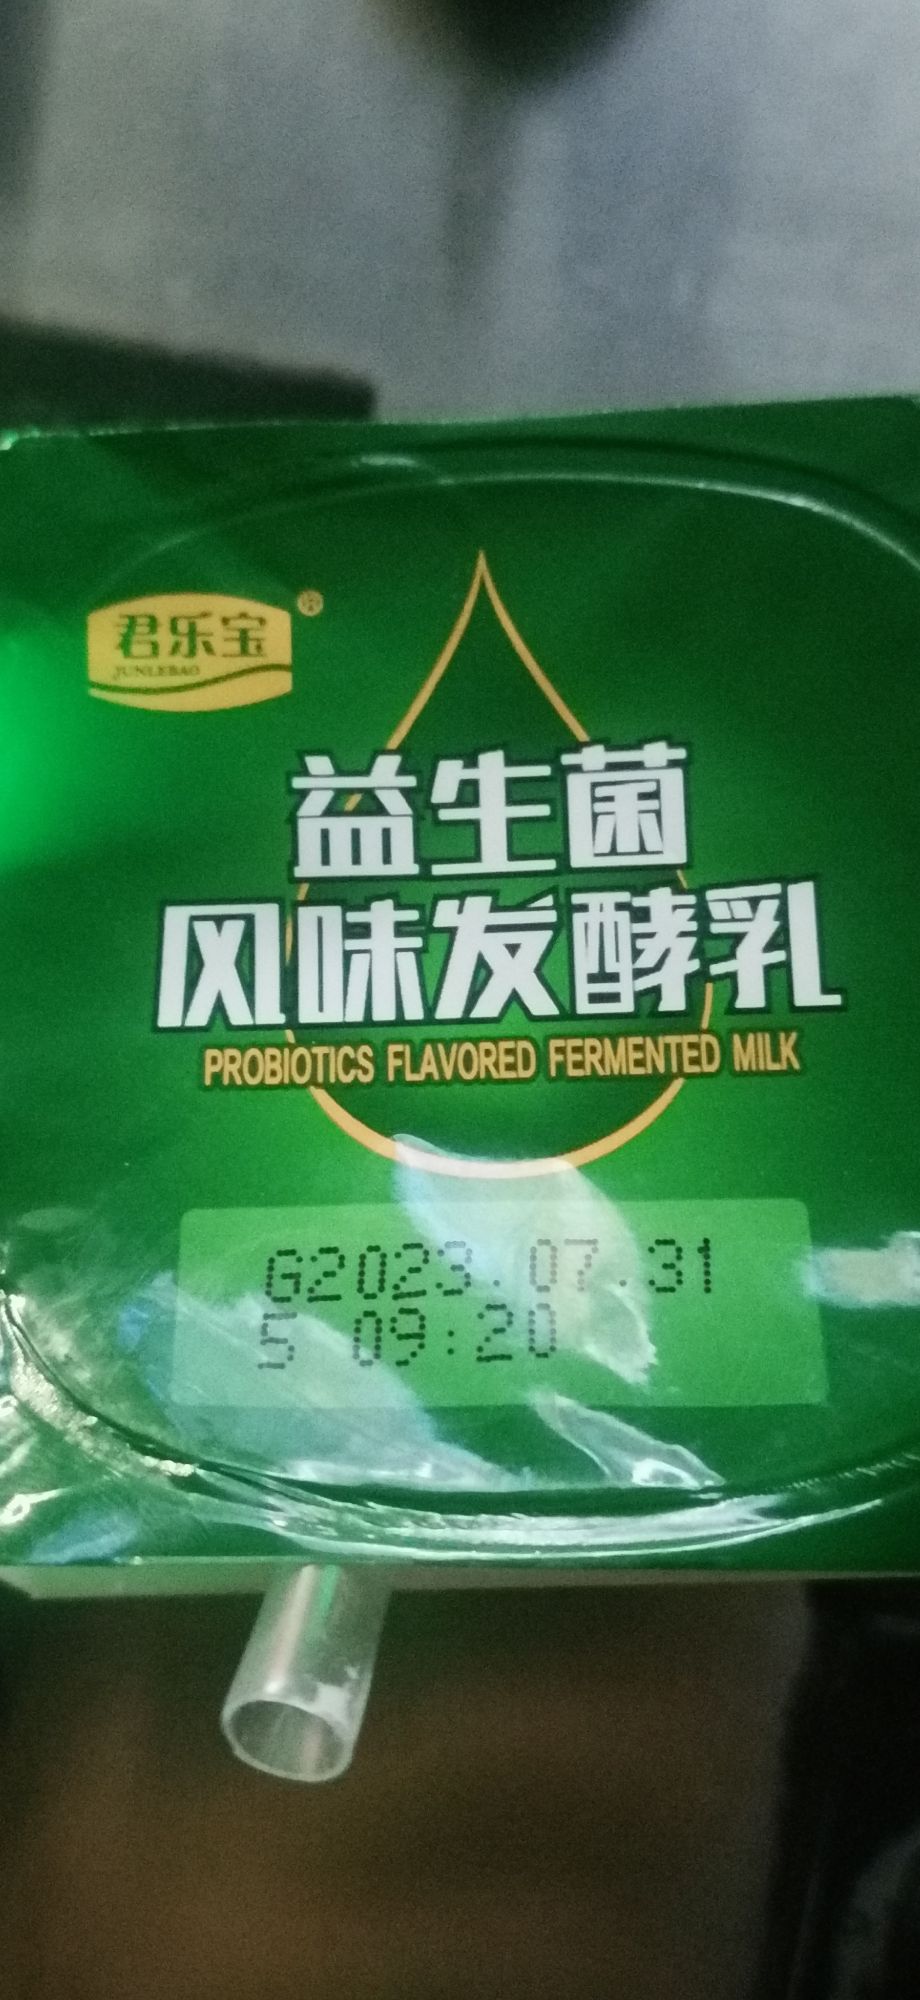 君乐宝®
JUNLEBAO
益生菌
风味发酵乳
PROBIOTICS FLAVORED FERMENTED MILK
G2023.07.31
5 09:20